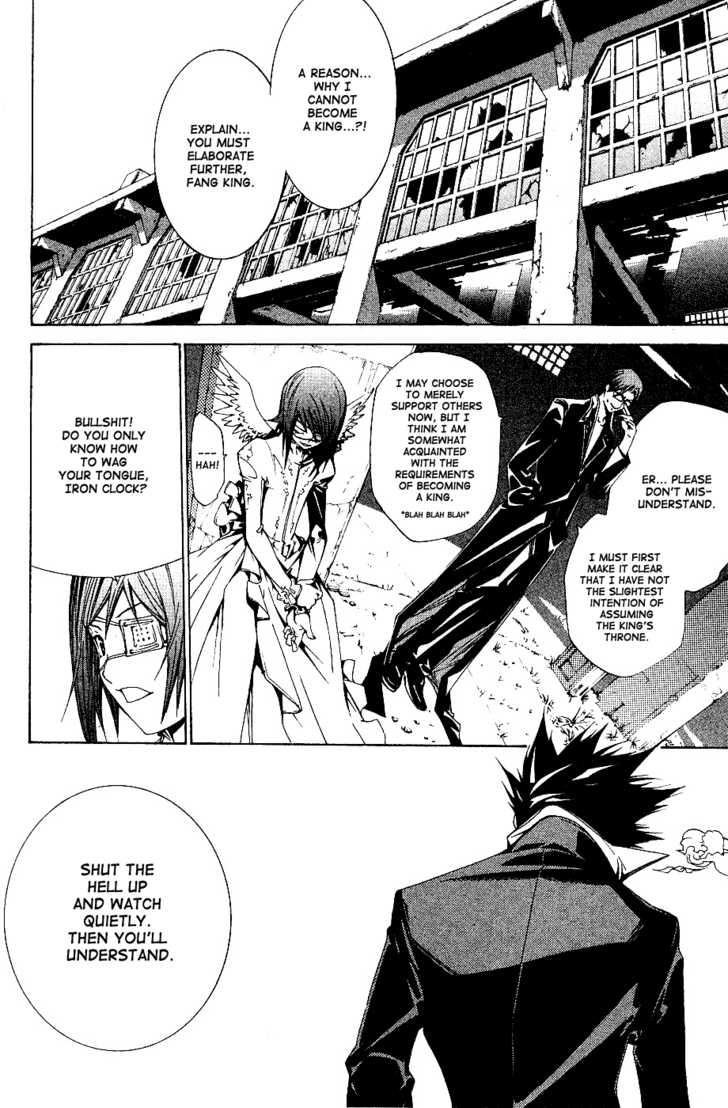 A REASON...
WHY I
CANNOT
BECOME
A KING...?!
EXPLAIN...
YOU MUST
ELABORATE
FURTHER,
FANG KING.
ER... PLEASE
DON'T MIS-
UNDERSTAND.
I MUST FIRST
MAKE IT CLEAR
THAT I HAVE NOT
THE SLIGHTEST
INTENTION OF
ASSUMING
THE KING'S
THRONE.
I MAY CHOOSE
TO MERELY
SUPPORT OTHERS
NOW, BUT I
THINK I AM
SOMEWHAT
ACQUAINTED
WITH THE
REQUIREMENTS
OF BECOMING
A KING.
*BLAH BLAH BLAH*
---
HAH!
BULLSHIT!
DO YOU ONLY
KNOW HOW
TO WAG
YOUR TONGUE,
IRON CLOCK?
SHUT THE
HELL UP
AND WATCH
QUIETLY.
THEN YOU'LL
UNDERSTAND.